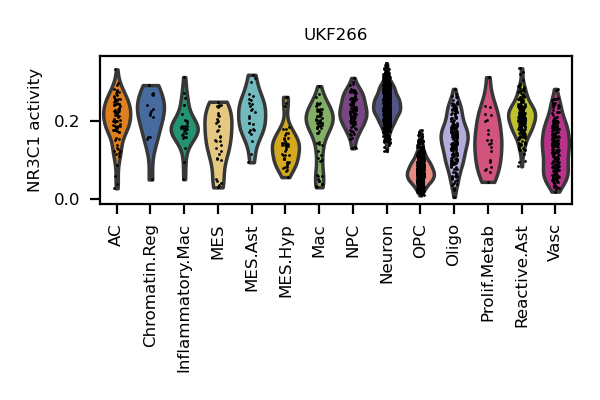 UKF266
NR3C1 activity
0.2
0.0
AC
Chromatin.Reg
Inflammatory.Mac
MES
MES.Ast
MES.Hyp
Mac
NPC
Neuron
OPC
Oligo
Prolif.Metab
Reactive.Ast
Vasc